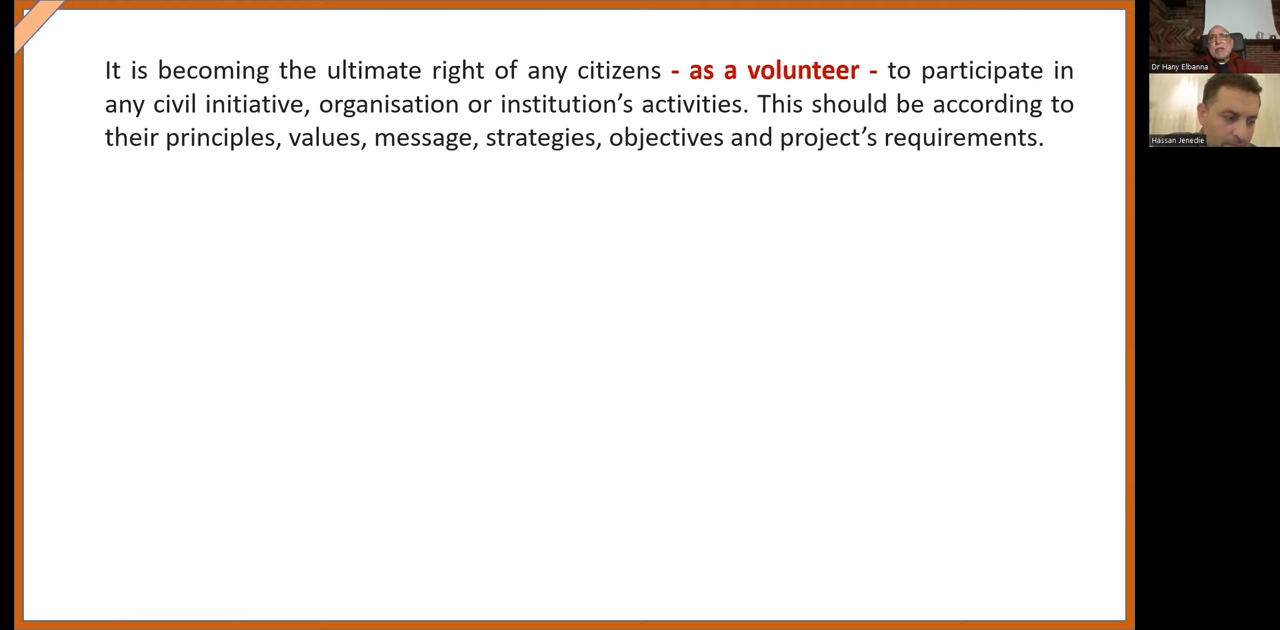 It is becoming the ultimate right of any citizens - as a volunteer - to participate in
any civil initiative, organisation or institution’s activities. This should be according to
their principles, values, message, strategies, objectives and project’s requirements.
Dr Hany Elbanna
Hassan Jenedie